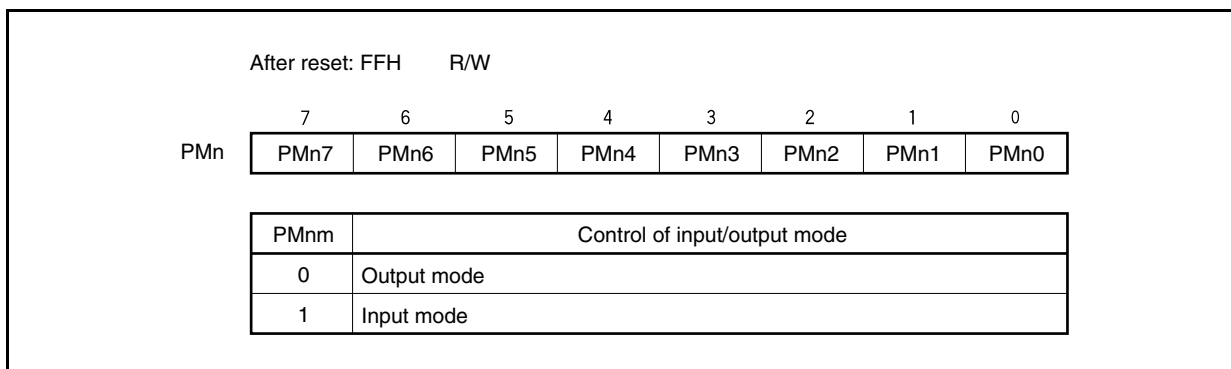 After reset: FFH R/W
7 6 5 4 3 2 1 0
PMn PMn7 PMn6 PMn5 PMn4 PMn3 PMn2 PMn1 PMn0
PMnm Control of input/output mode
0 Output mode
1 Input mode